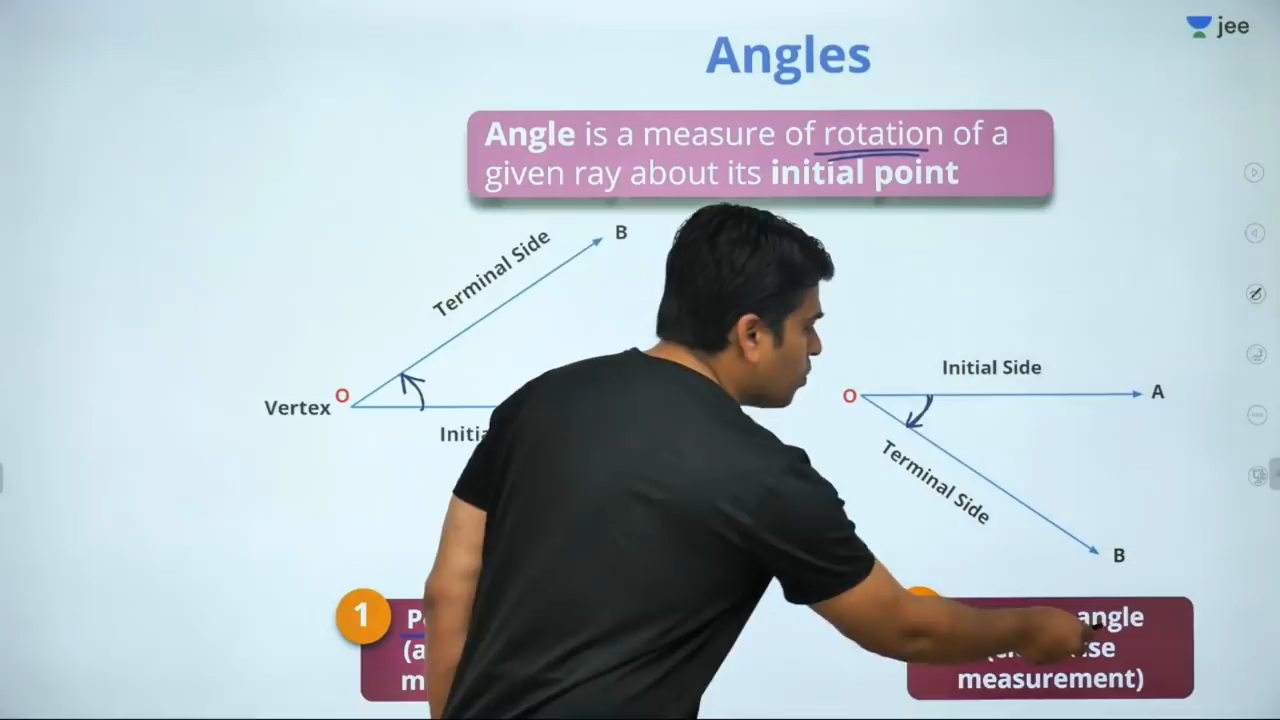 jee
Angles
Angle is a measure of rotation of a
given ray about its initial point
Terminal Side
B
O
Vertex
Initial Side
O
A
Terminal Side
B
1
angle
measurement)